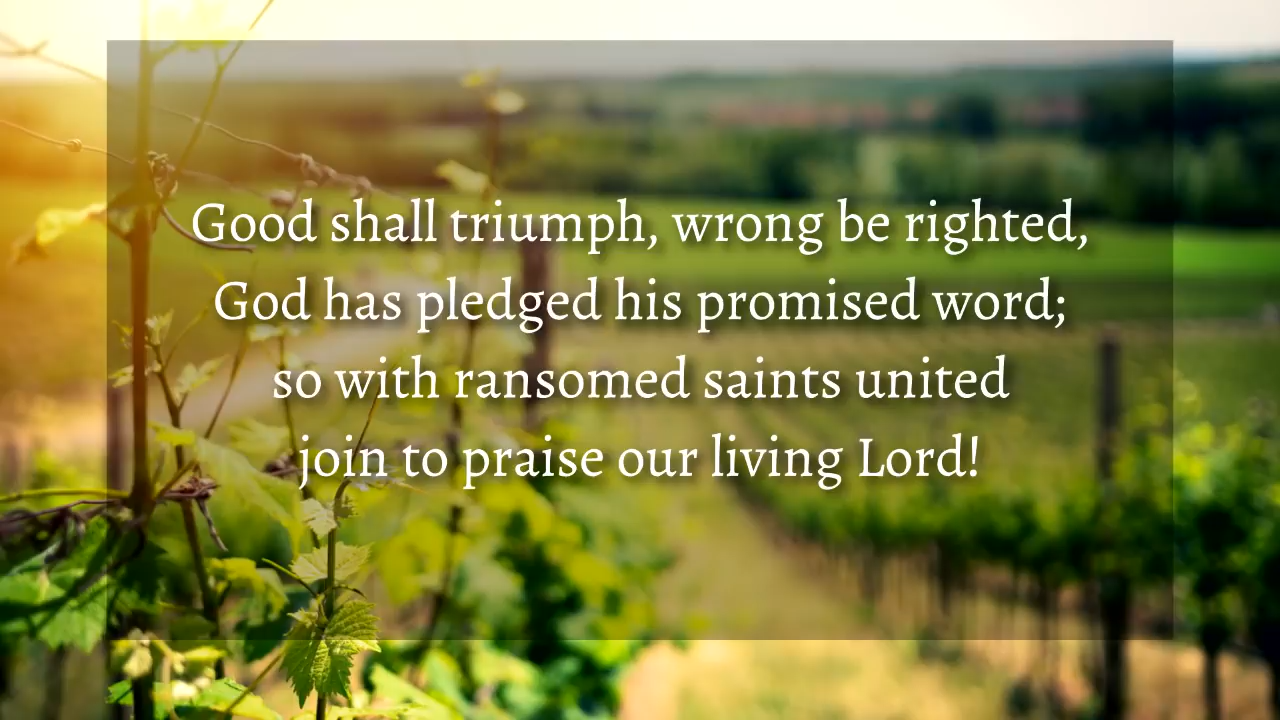 Good shall triumph, wrong be righted,
God has pledged his promised word;
so with ransomed saints united
join to praise our living Lord!